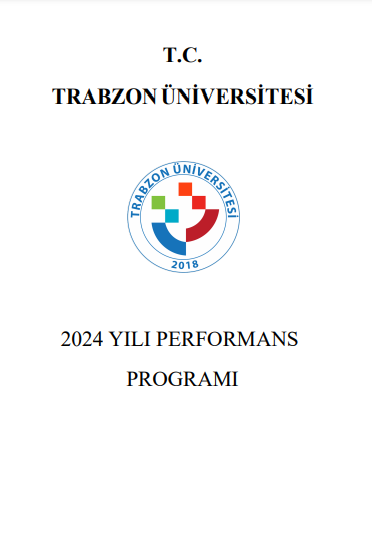 T.C.
TRABZON ÜNİVERSİTESİ
TRABZON ÜNİVERSİTESİ
2018
2024 YILI PERFORMANS
PROGRAMI